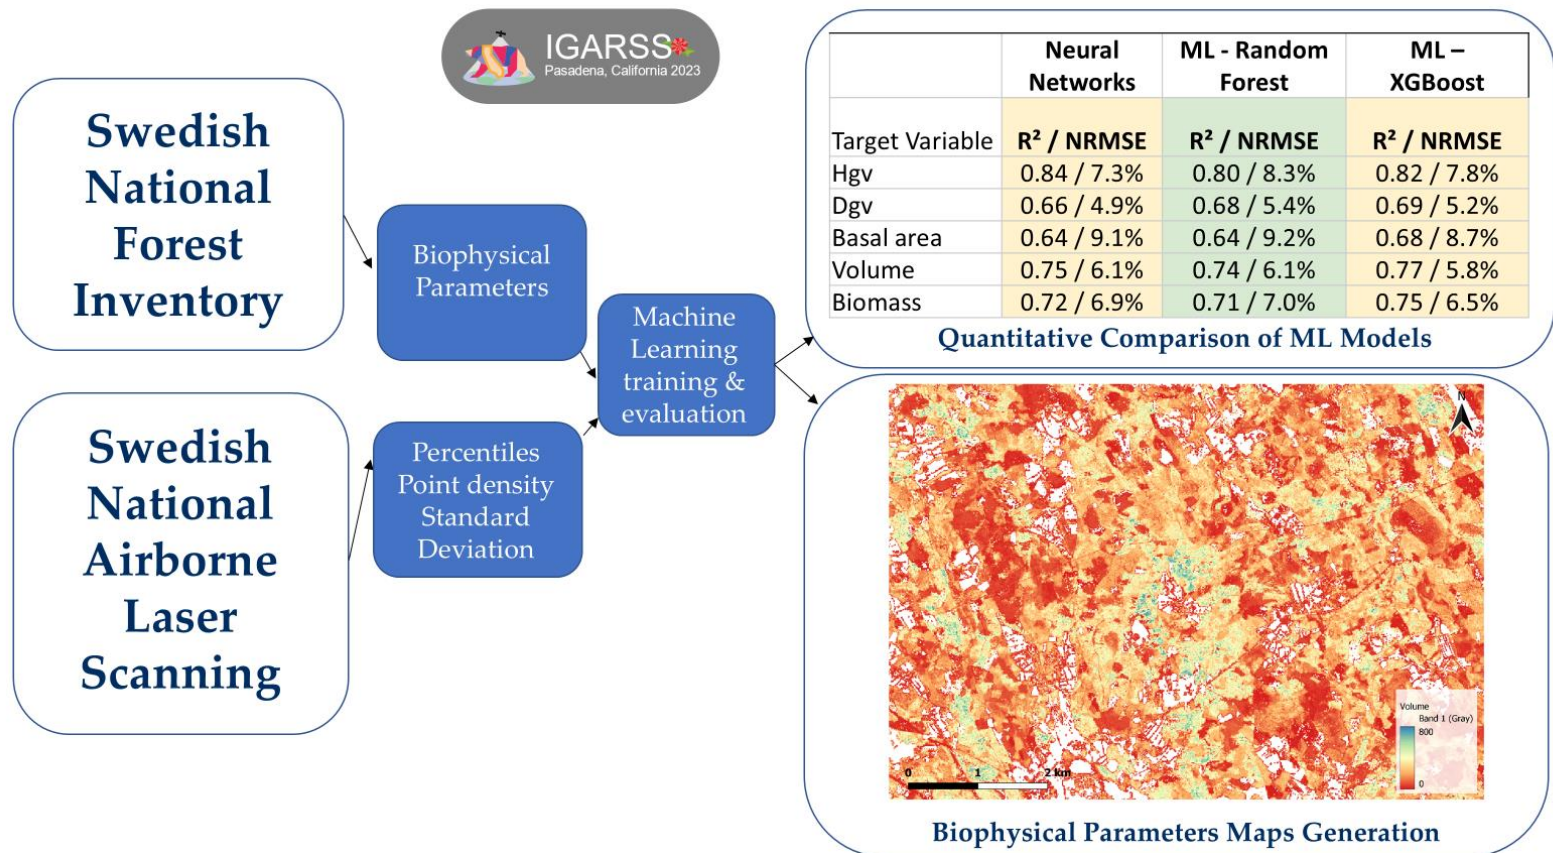 IGARSS
Pasadena, California 2023
Swedish
National
Forest
Inventory
Swedish
National
Airborne
Laser
Scanning
Biophysical
Parameters
Percentiles
Point density
Standard
Deviation
Machine
Learning
training &
evaluation
Neural Networks ML - Random Forest ML – XGBoost
Target Variable R² / NRMSE R² / NRMSE R² / NRMSE
Hgv 0.84 / 7.3% 0.80 / 8.3% 0.82 / 7.8%
Dgv 0.66 / 4.9% 0.68 / 5.4% 0.69 / 5.2%
Basal area 0.64 / 9.1% 0.64 / 9.2% 0.68 / 8.7%
Volume 0.75 / 6.1% 0.74 / 6.1% 0.77 / 5.8%
Biomass 0.72 / 6.9% 0.71 / 7.0% 0.75 / 6.5%
Quantitative Comparison of ML Models
N
Volume
Band 1 (Gray)
800
0
0 1 2 km
Biophysical Parameters Maps Generation